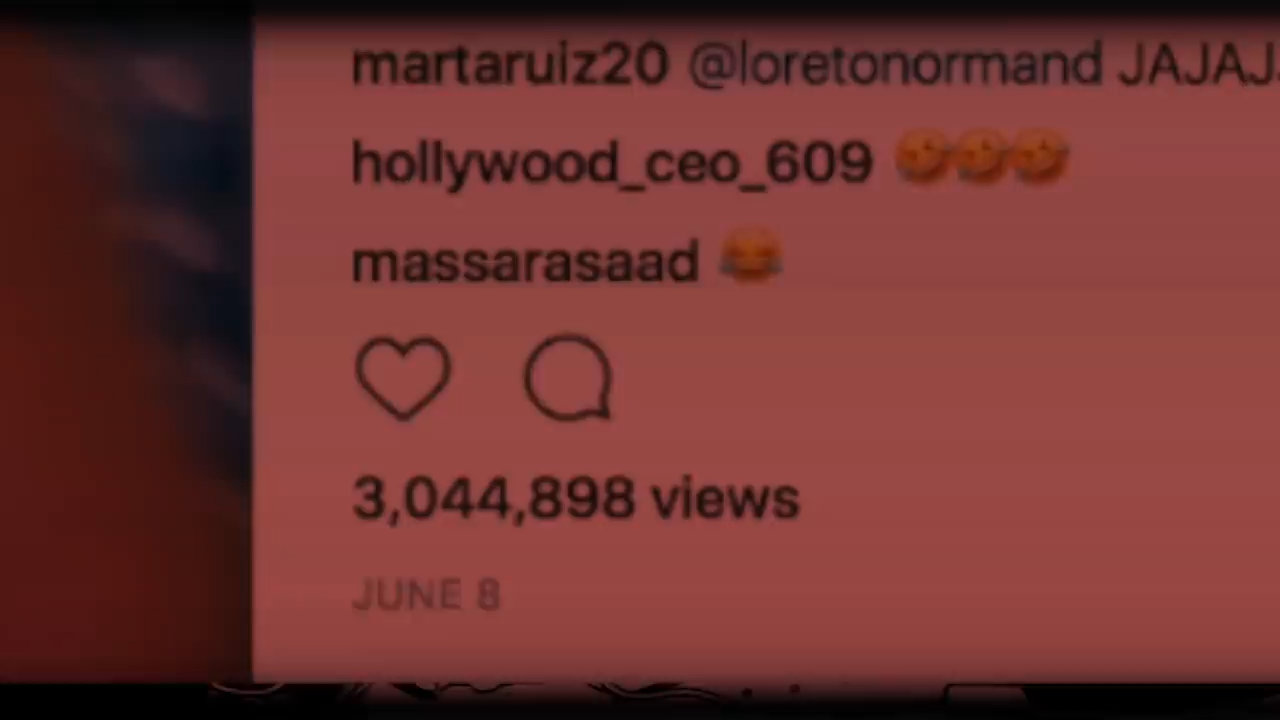 martaruiz20 @loretonormand JAJAJ
hollywood_ceo_609 🤣🤣🤣
massarasaad 😂
3,044,898 views
JUNE 8